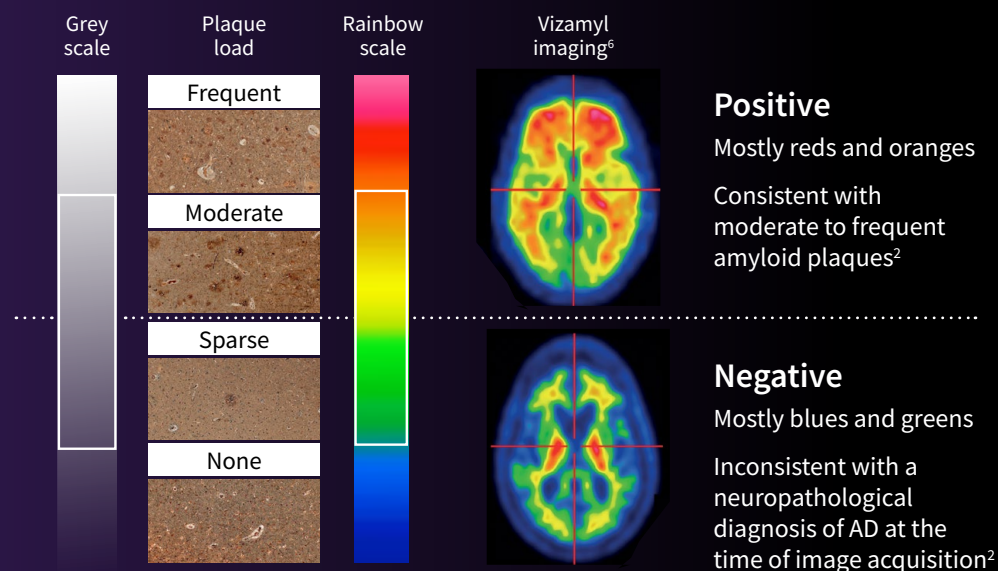 Grey
scale
Plaque
load
Rainbow
scale
Vizamyl
imaging6
Frequent
Moderate
Sparse
None
Positive
Mostly reds and oranges
Consistent with
moderate to frequent
amyloid plaques2
Negative
Mostly blues and greens
Inconsistent with a
neuropathological
diagnosis of AD at the
time of image acquisition2